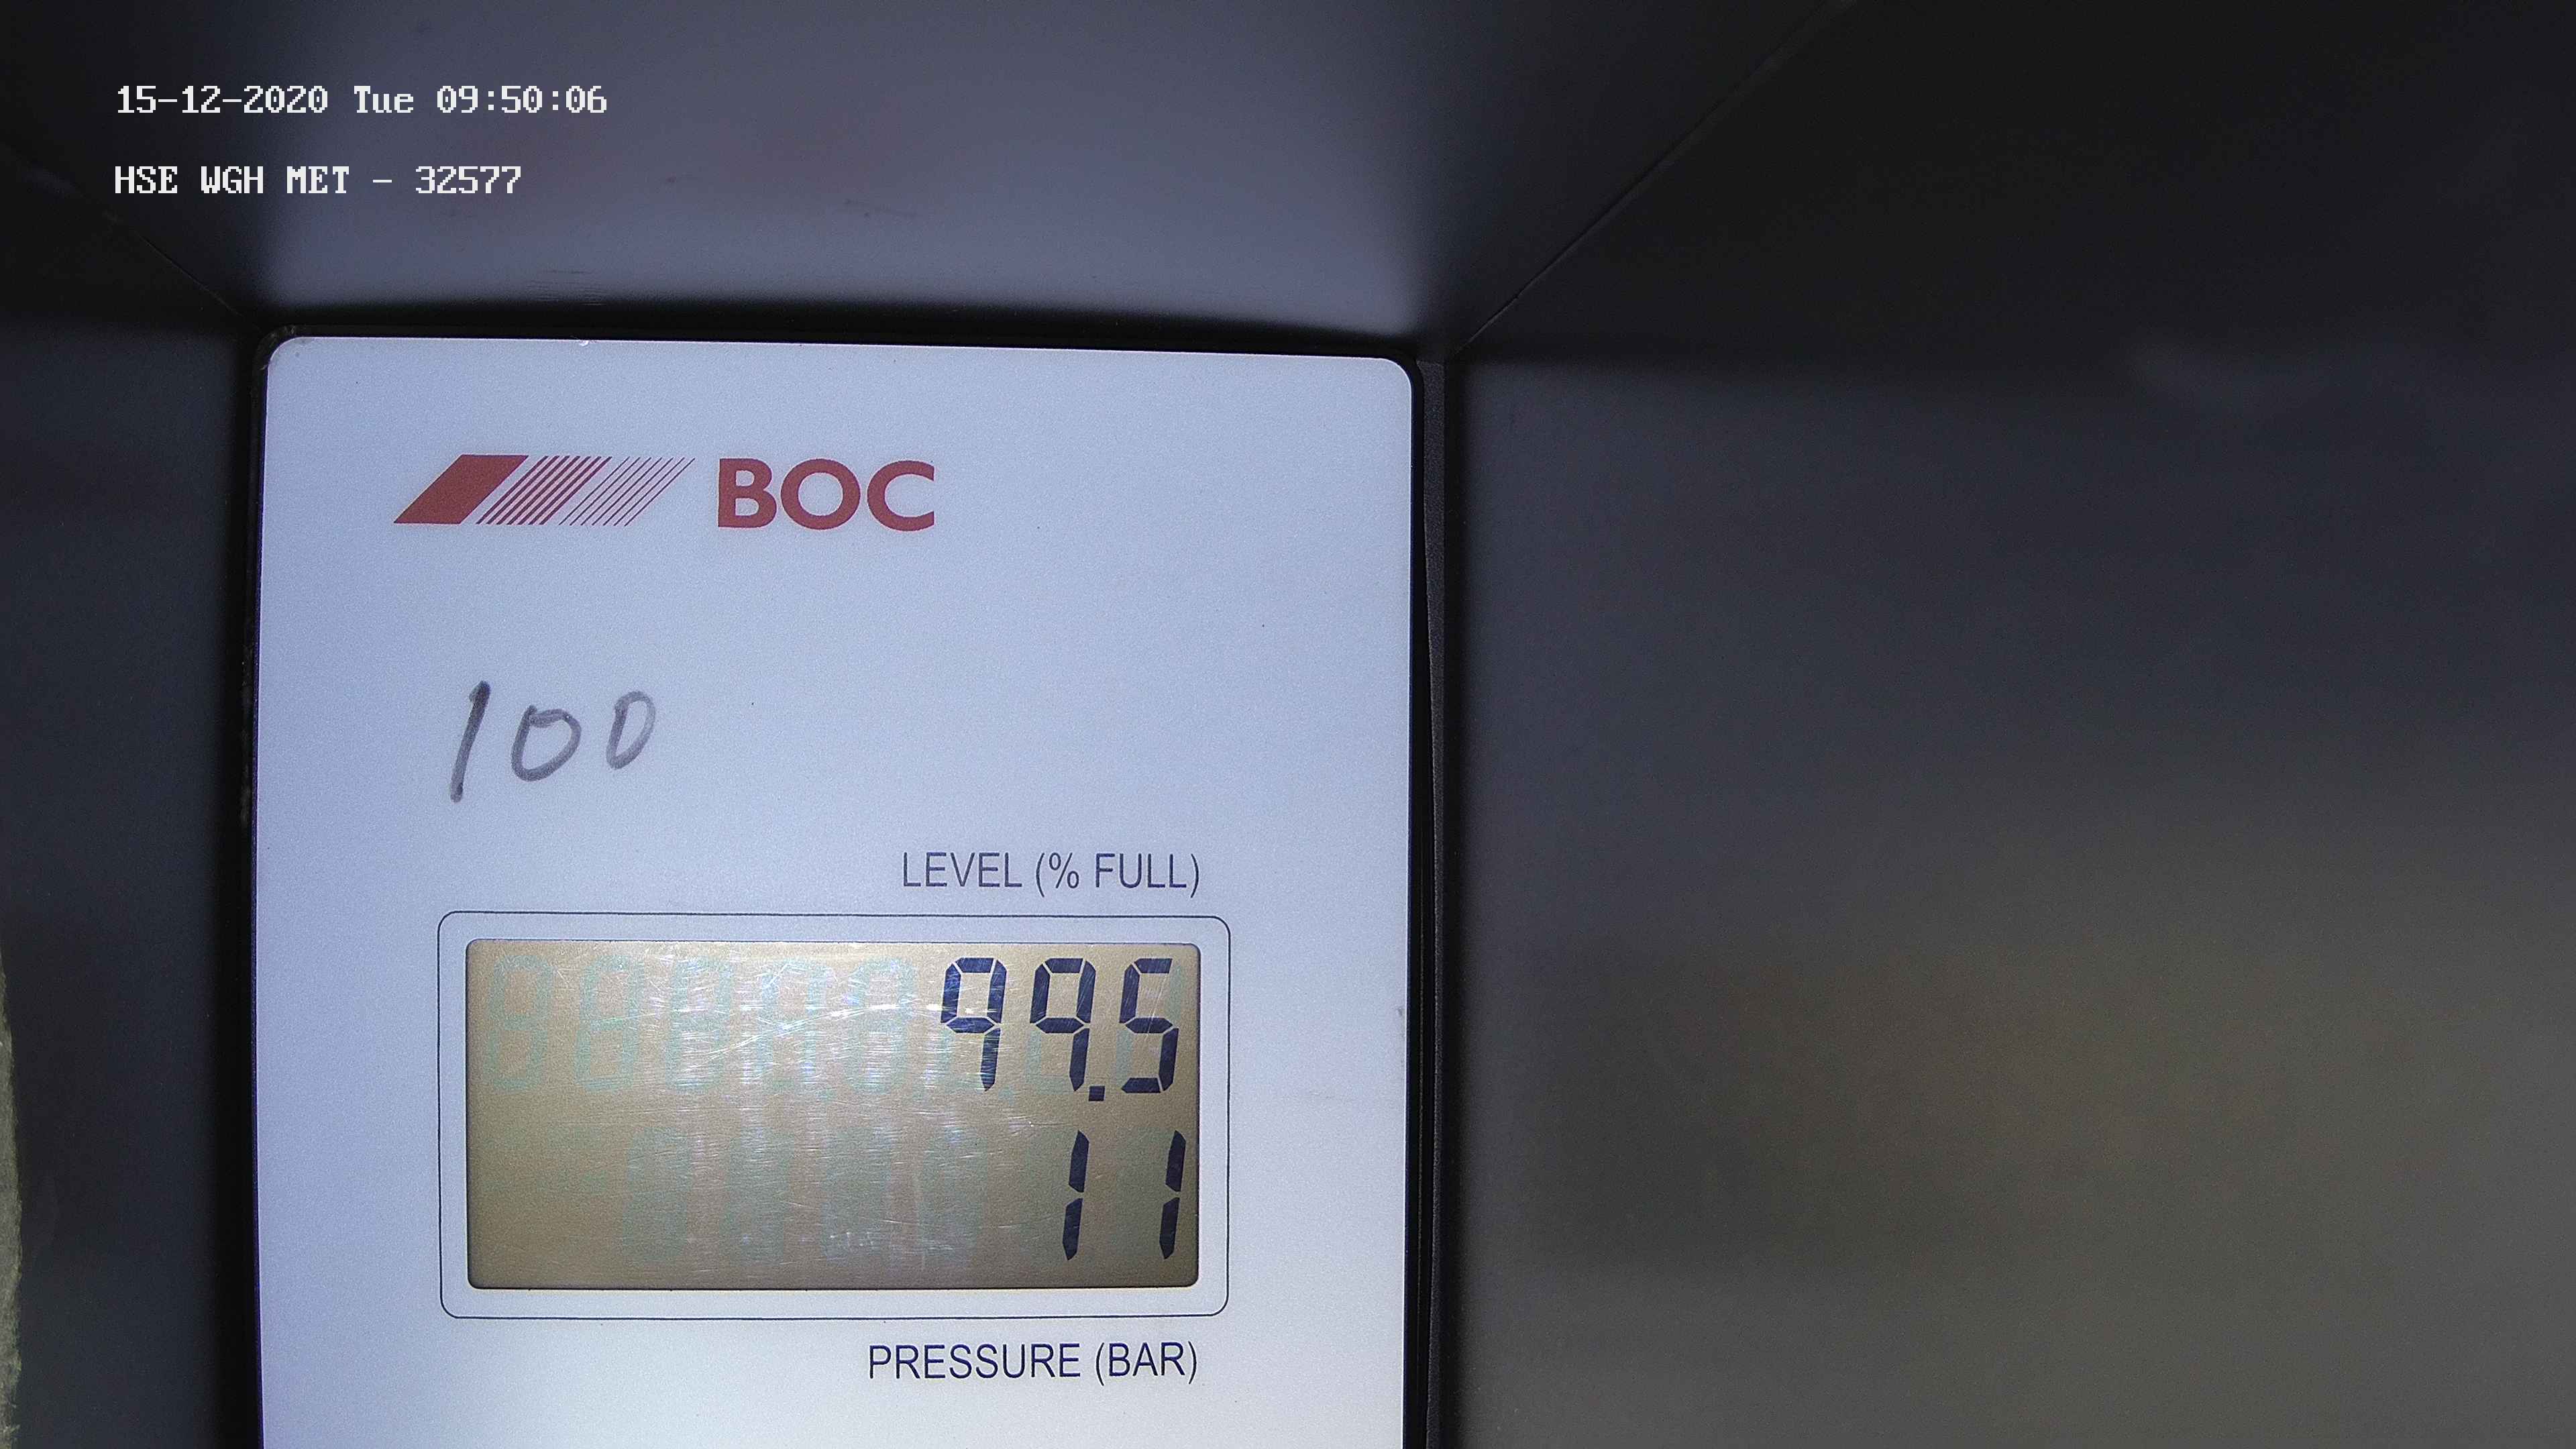 15-12-2020 Tue 09:50:06
HSE WGH MET - 32577
BOC
100
LEVEL (% FULL)
99.5
11
PRESSURE (BAR)